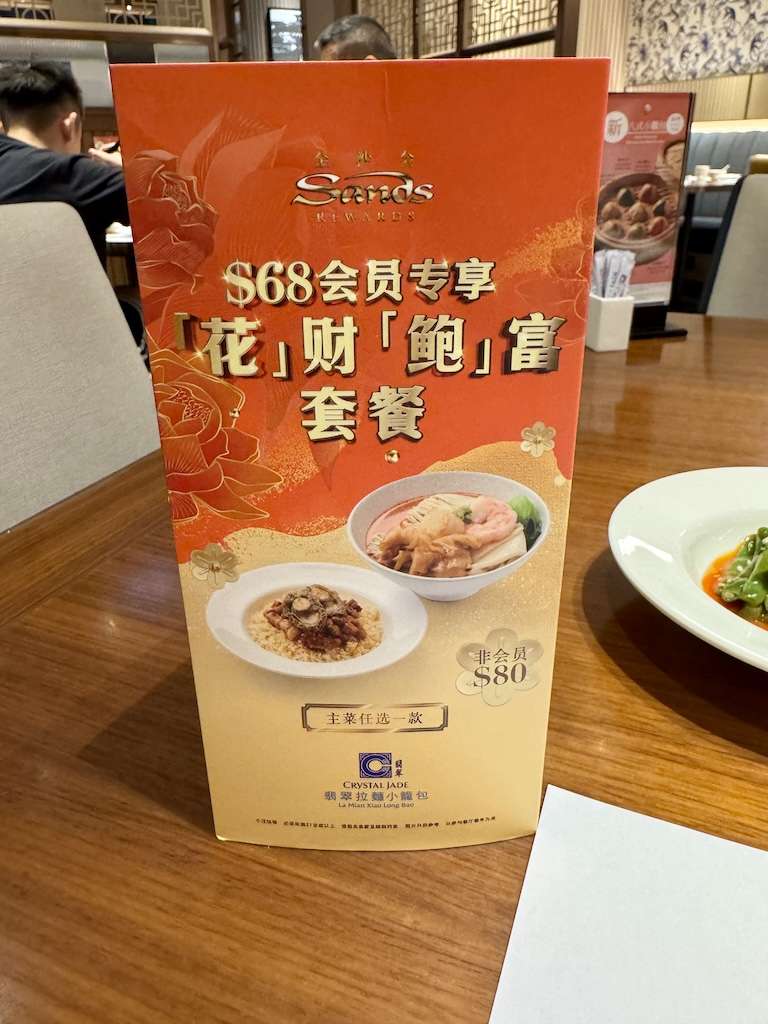 金沙会
Sands
REWARDS
$68会员专享
「花」财「鲍」富
套餐
非会员
$80
主菜任选一款
翡翠
CRYSTAL JADE
翡翠拉麵小籠包
La Mian Xiao Long Bao
新